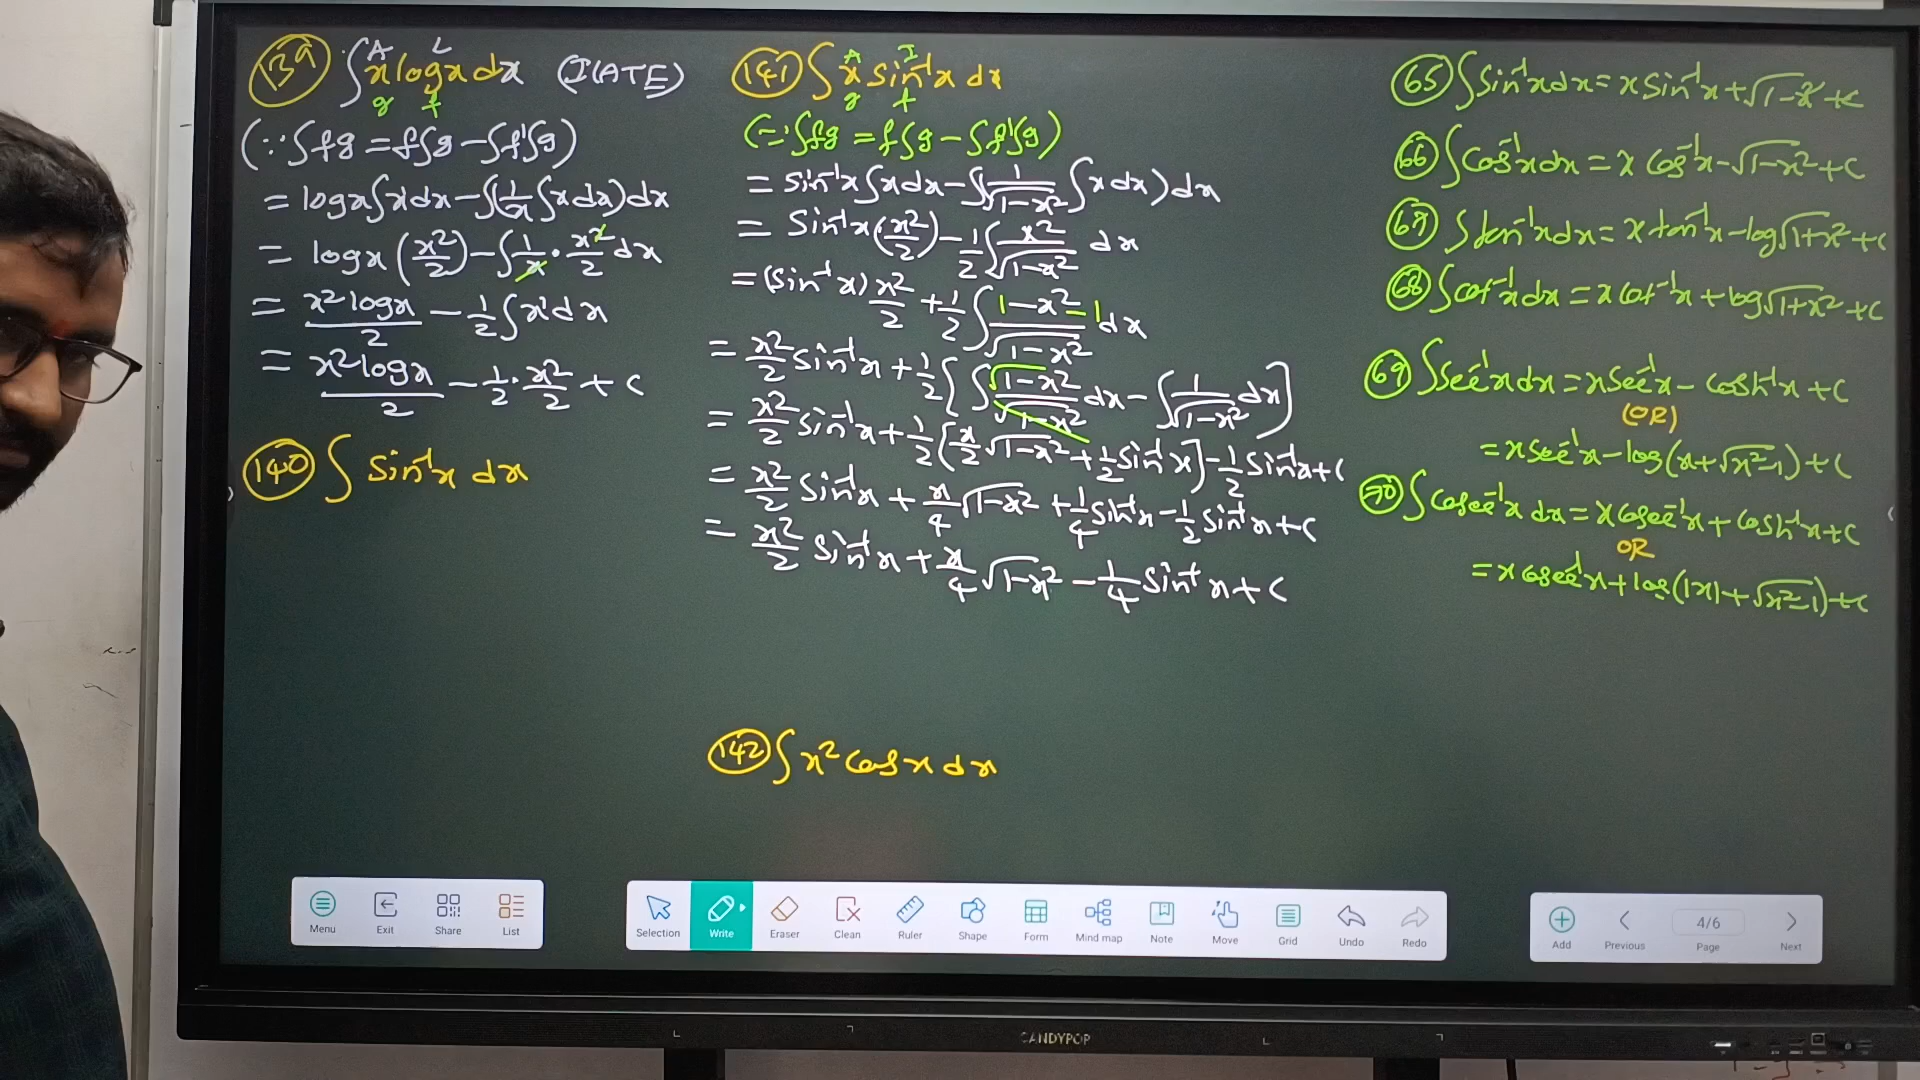 (139) ∫ x log x dx (ILATE)
A L
g f
(∵ ∫fg = f∫g − ∫f'∫g)
= log x ∫x dx − ∫(1/x ∫x dx) dx
= log x (x²/2) − ∫ 1/x · x²/2 dx
= x² log x / 2 − 1/2 ∫ x' dx
= x² log x / 2 − 1/2 · x²/2 + c
(140) ∫ sin⁻¹x dx
(141) ∫ x sin⁻¹x dx
A I
g f
(∵ ∫fg = f∫g − ∫f'∫g)
= sin⁻¹x ∫x dx − ∫(1/√(1−x²) ∫x dx) dx
= sin⁻¹x (x²/2) − 1/2 ∫ x²/√(1−x²) dx
= (sin⁻¹x) x²/2 + 1/2 ∫ (1−x²−1)/√(1−x²) dx
= x²/2 sin⁻¹x + 1/2 [∫ (1−x²)/√(1−x²) dx − ∫ 1/√(1−x²) dx]
= x²/2 sin⁻¹x + 1/2 [x/2 √(1−x²) + 1/2 sin⁻¹x] − 1/2 sin⁻¹x + c
= x²/2 sin⁻¹x + x/4 √(1−x²) + 1/4 sin⁻¹x − 1/2 sin⁻¹x + c
= x²/2 sin⁻¹x + x/4 √(1−x²) − 1/4 sin⁻¹x + c
(142) ∫ x² cos x dx
(65) ∫ sin⁻¹x dx = x sin⁻¹x + √(1−x²) + c
(66) ∫ cos⁻¹x dx = x cos⁻¹x − √(1−x²) + c
(67) ∫ tan⁻¹x dx = x tan⁻¹x − log √(1+x²) + c
(68) ∫ cot⁻¹x dx = x cot⁻¹x + log √(1+x²) + c
(69) ∫ sec⁻¹x dx = x sec⁻¹x − cosh⁻¹x + c
(OR)
= x sec⁻¹x − log(x + √(x²−1)) + c
(70) ∫ cosec⁻¹x dx = x cosec⁻¹x + cosh⁻¹x + c
OR
= x cosec⁻¹x + log(|x| + √(x²−1)) + c
Menu Exit Share List
Selection Write Eraser Clean Ruler Shape Form Mind map Note Move Grid Undo Redo
Add Previous 4/6 Page Next
CANDYPOP